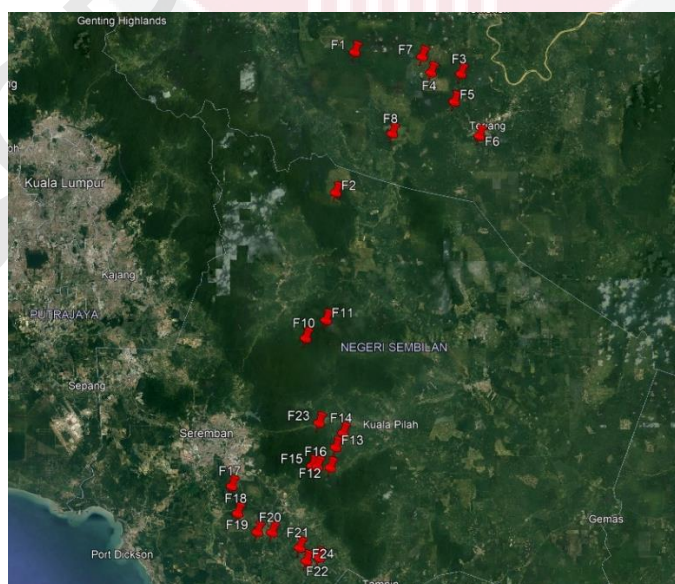 Genting Highlands
F1
F7
F3
F4
F5
F8
F6
Kuala Lumpur
F2
Kajang
PUTRAJAYA
F11
F10
NEGERI SEMBILAN
Sepang
F23
F14
Kuala Pilah
Seremban
F13
F15
F16
F12
F17
F18
F19
F20
F21
F24
F22
Port Dickson
Gemas